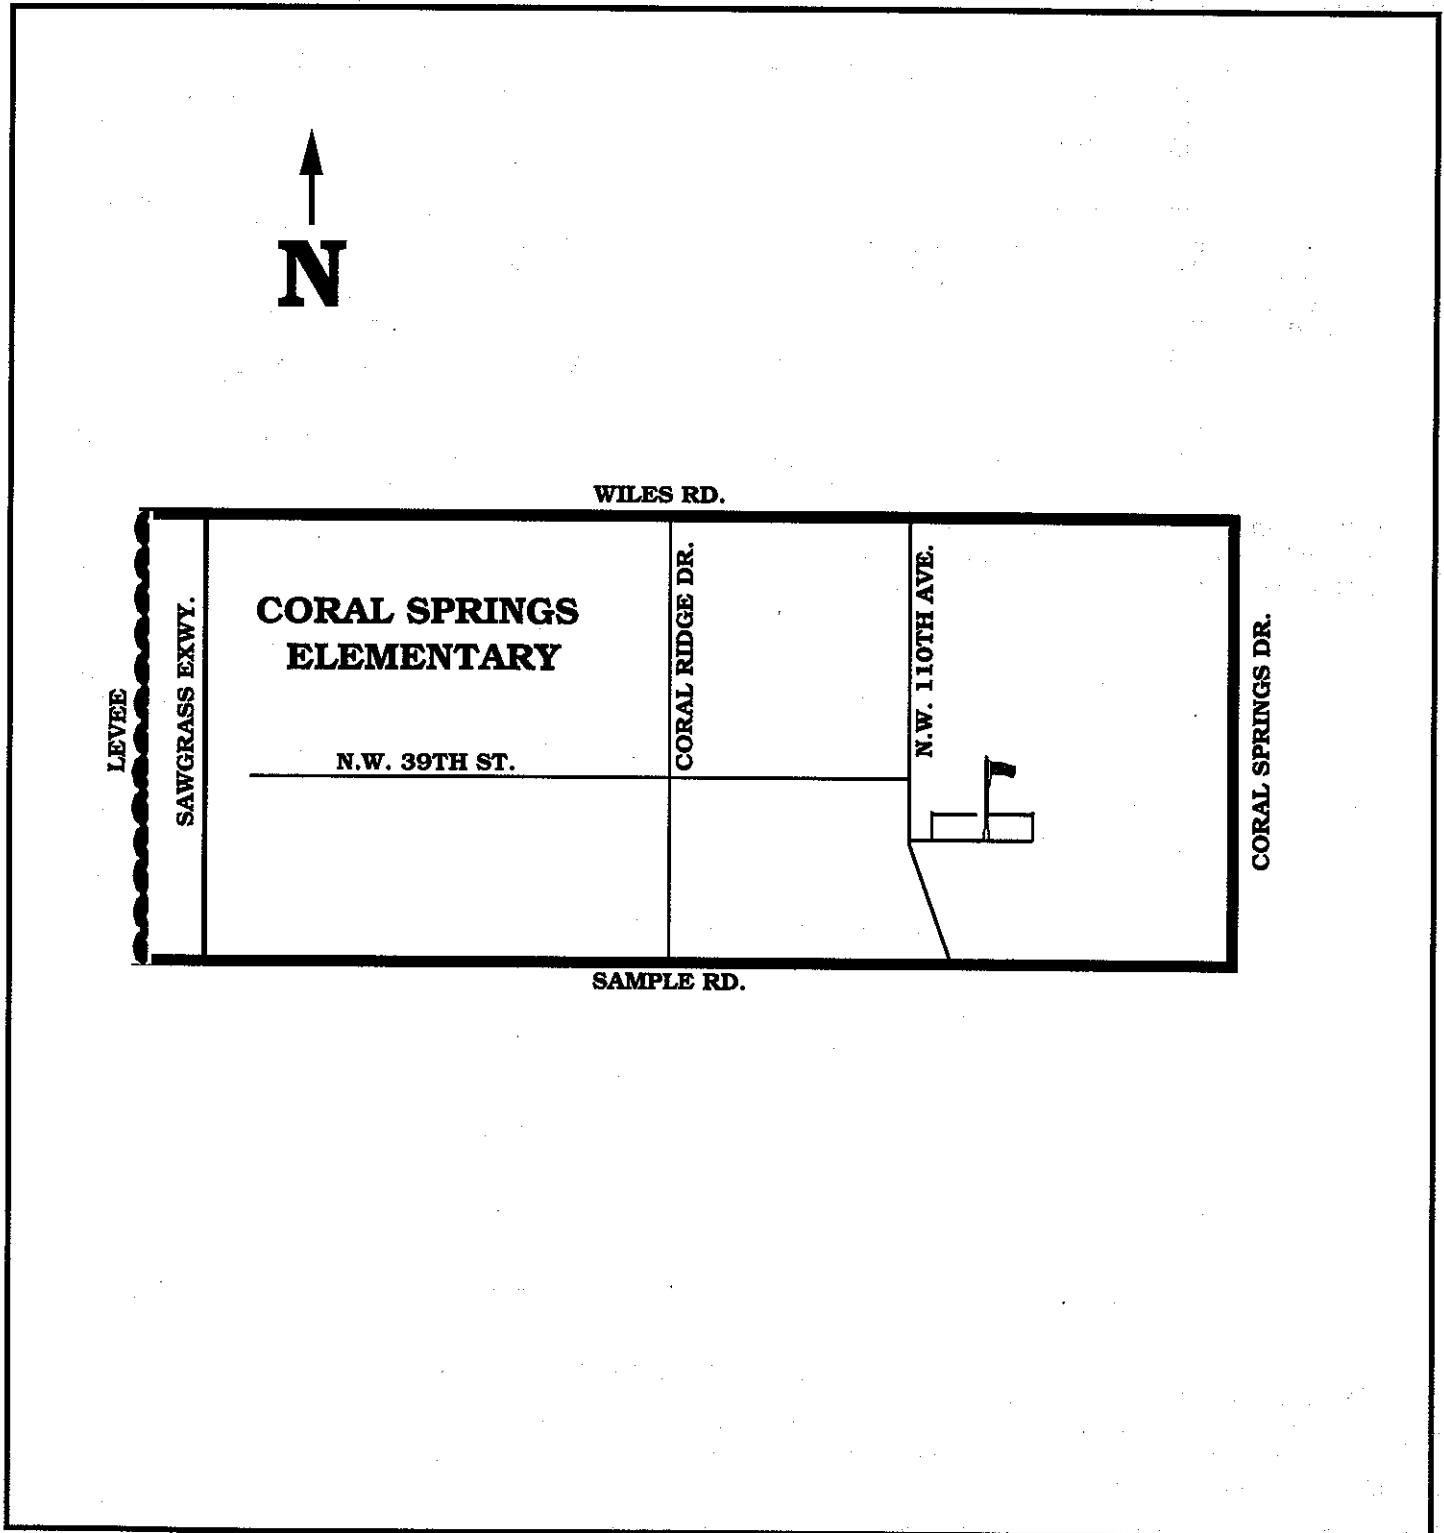 N
WILES RD.
CORAL SPRINGS
ELEMENTARY
LEVEE
SAWGRASS EXWY.
N.W. 39TH ST.
CORAL RIDGE DR.
N.W. 110TH AVE.
CORAL SPRINGS DR.
SAMPLE RD.